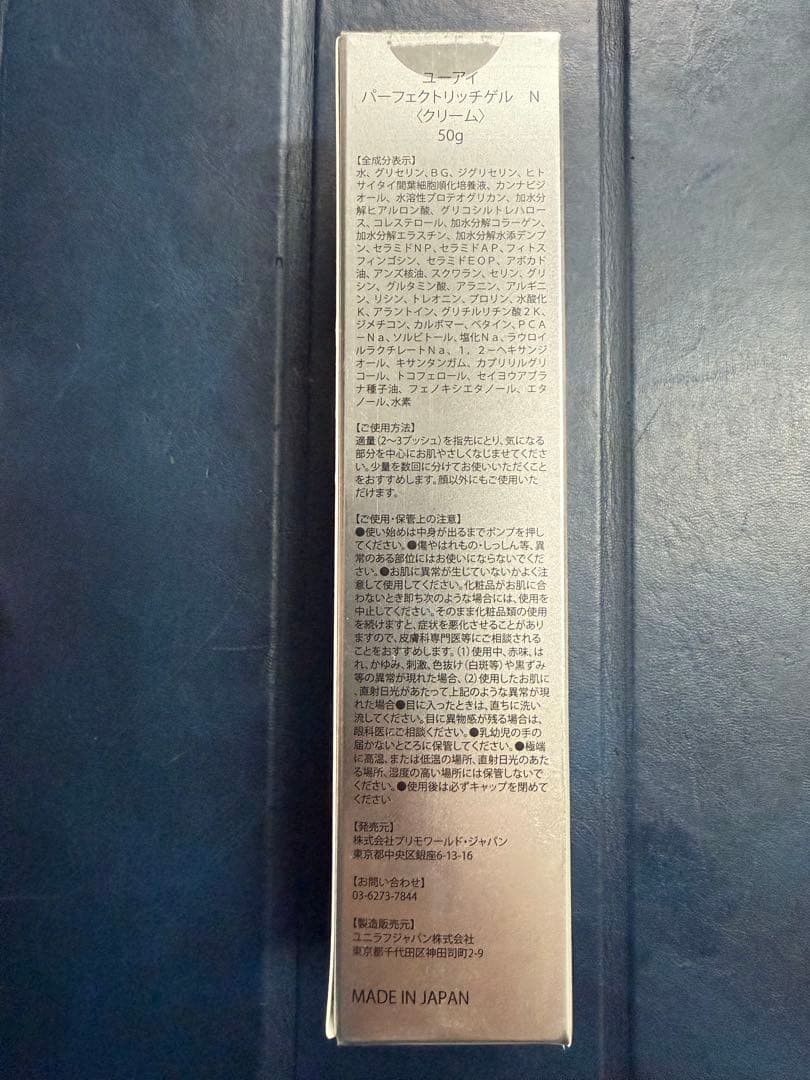 ユーアイ
パーフェクトリッチゲル　N
〈クリーム〉
50g
【全成分表示】
水、グリセリン、BG、ジグリセリン、ヒト
サイタイ間葉細胞順化培養液、カンナビジ
オール、水溶性プロテオグリカン、加水分
解ヒアルロン酸、グリコシルトレハロー
ス、コレステロール、加水分解コラーゲン、
加水分解エラスチン、加水分解水添デンプ
ン、セラミドNP、セラミドAP、フィトス
フィンゴシン、セラミドEOP、アボカド
油、アンズ核油、スクワラン、セリン、グリ
シン、グルタミン酸、アラニン、アルギニ
ン、リシン、トレオニン、プロリン、水酸化
K、アラントイン、グリチルリチン酸2K、
ジメチコン、カルボマー、ベタイン、PCA
－Na、ソルビトール、塩化Na、ラウロイ
ルラクチレートNa、1，2－ヘキサンジ
オール、キサンタンガム、カプリリルグリ
コール、トコフェロール、セイヨウアブラ
ナ種子油、フェノキシエタノール、エタ
ノール、水素
【ご使用方法】
適量（2～3プッシュ）を指先にとり、気になる
部分を中心にお肌やさしくなじませてくださ
い。少量を数回に分けてお使いいただくこと
をおすすめします。顔以外にもご使用いた
だけます。
【ご使用・保管上の注意】
●使い始めは中身が出るまでポンプを押し
てください。●傷やはれもの・しっしん等、異
常のある部位にはお使いにならないでくだ
さい。●お肌に異常が生じていないかよく注
意して使用してください。化粧品がお肌に合
わないとき即ち次のような場合には、使用を
中止してください。そのまま化粧品類の使用
を続けますと、症状を悪化させることがあり
ますので、皮膚科専門医等にご相談される
ことをおすすめします。（1）使用中、赤味、は
れ、かゆみ、刺激、色抜け（白斑等）や黒ずみ
等の異常が現れた場合、（2）使用したお肌に
、直射日光があたって上記のような異常が現
れた場合●目に入ったときは、直ちに洗い
流してください。目に異物感が残る場合は、
眼科医にご相談ください。●乳幼児の手の
届かないところに保管してください。●極端
に高温、または低温の場所、直射日光のあた
る場所、湿度の高い場所には保管しないで
ください。●使用後は必ずキャップを閉めて
ください
【発売元】
株式会社プリモワールド・ジャパン
東京都中央区銀座6-13-16
【お問い合わせ】
03-6273-7844
【製造販売元】
ユニラフジャパン株式会社
東京都千代田区神田司町2-9
MADE IN JAPAN